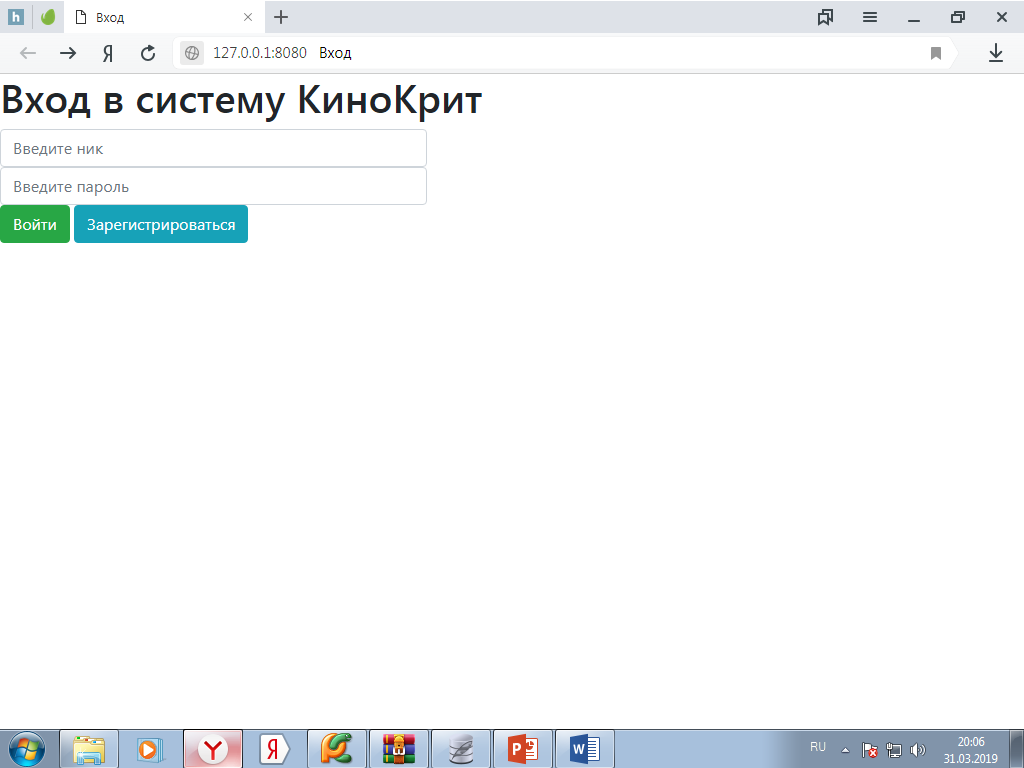 h
Вход
Я
127.0.0.1:8080 Вход
Вход в систему КиноКрит
Введите ник
Введите пароль
Войти Зарегистрироваться
Y Я P W RU 20:06
31.03.2019